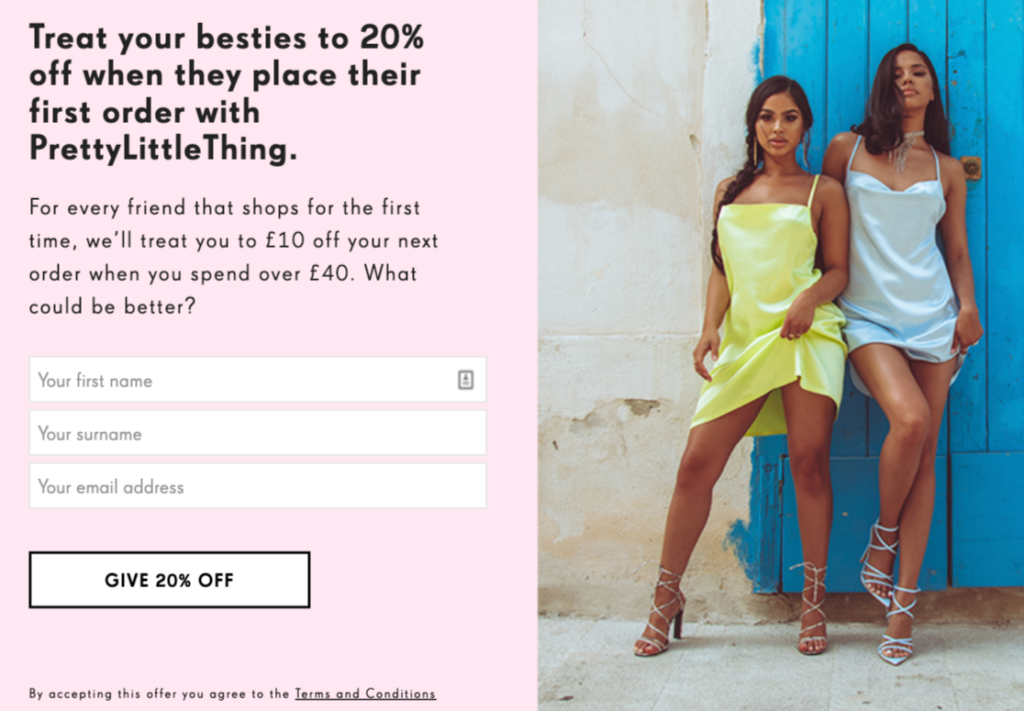 Treat your besties to 20%
off when they place their
first order with
PrettyLittleThing.
For every friend that shops for the first
time, we’ll treat you to £10 off your next
order when you spend over £40. What
could be better?
Your first name
Your surname
Your email address
GIVE 20% OFF
By accepting this offer you agree to the Terms and Conditions